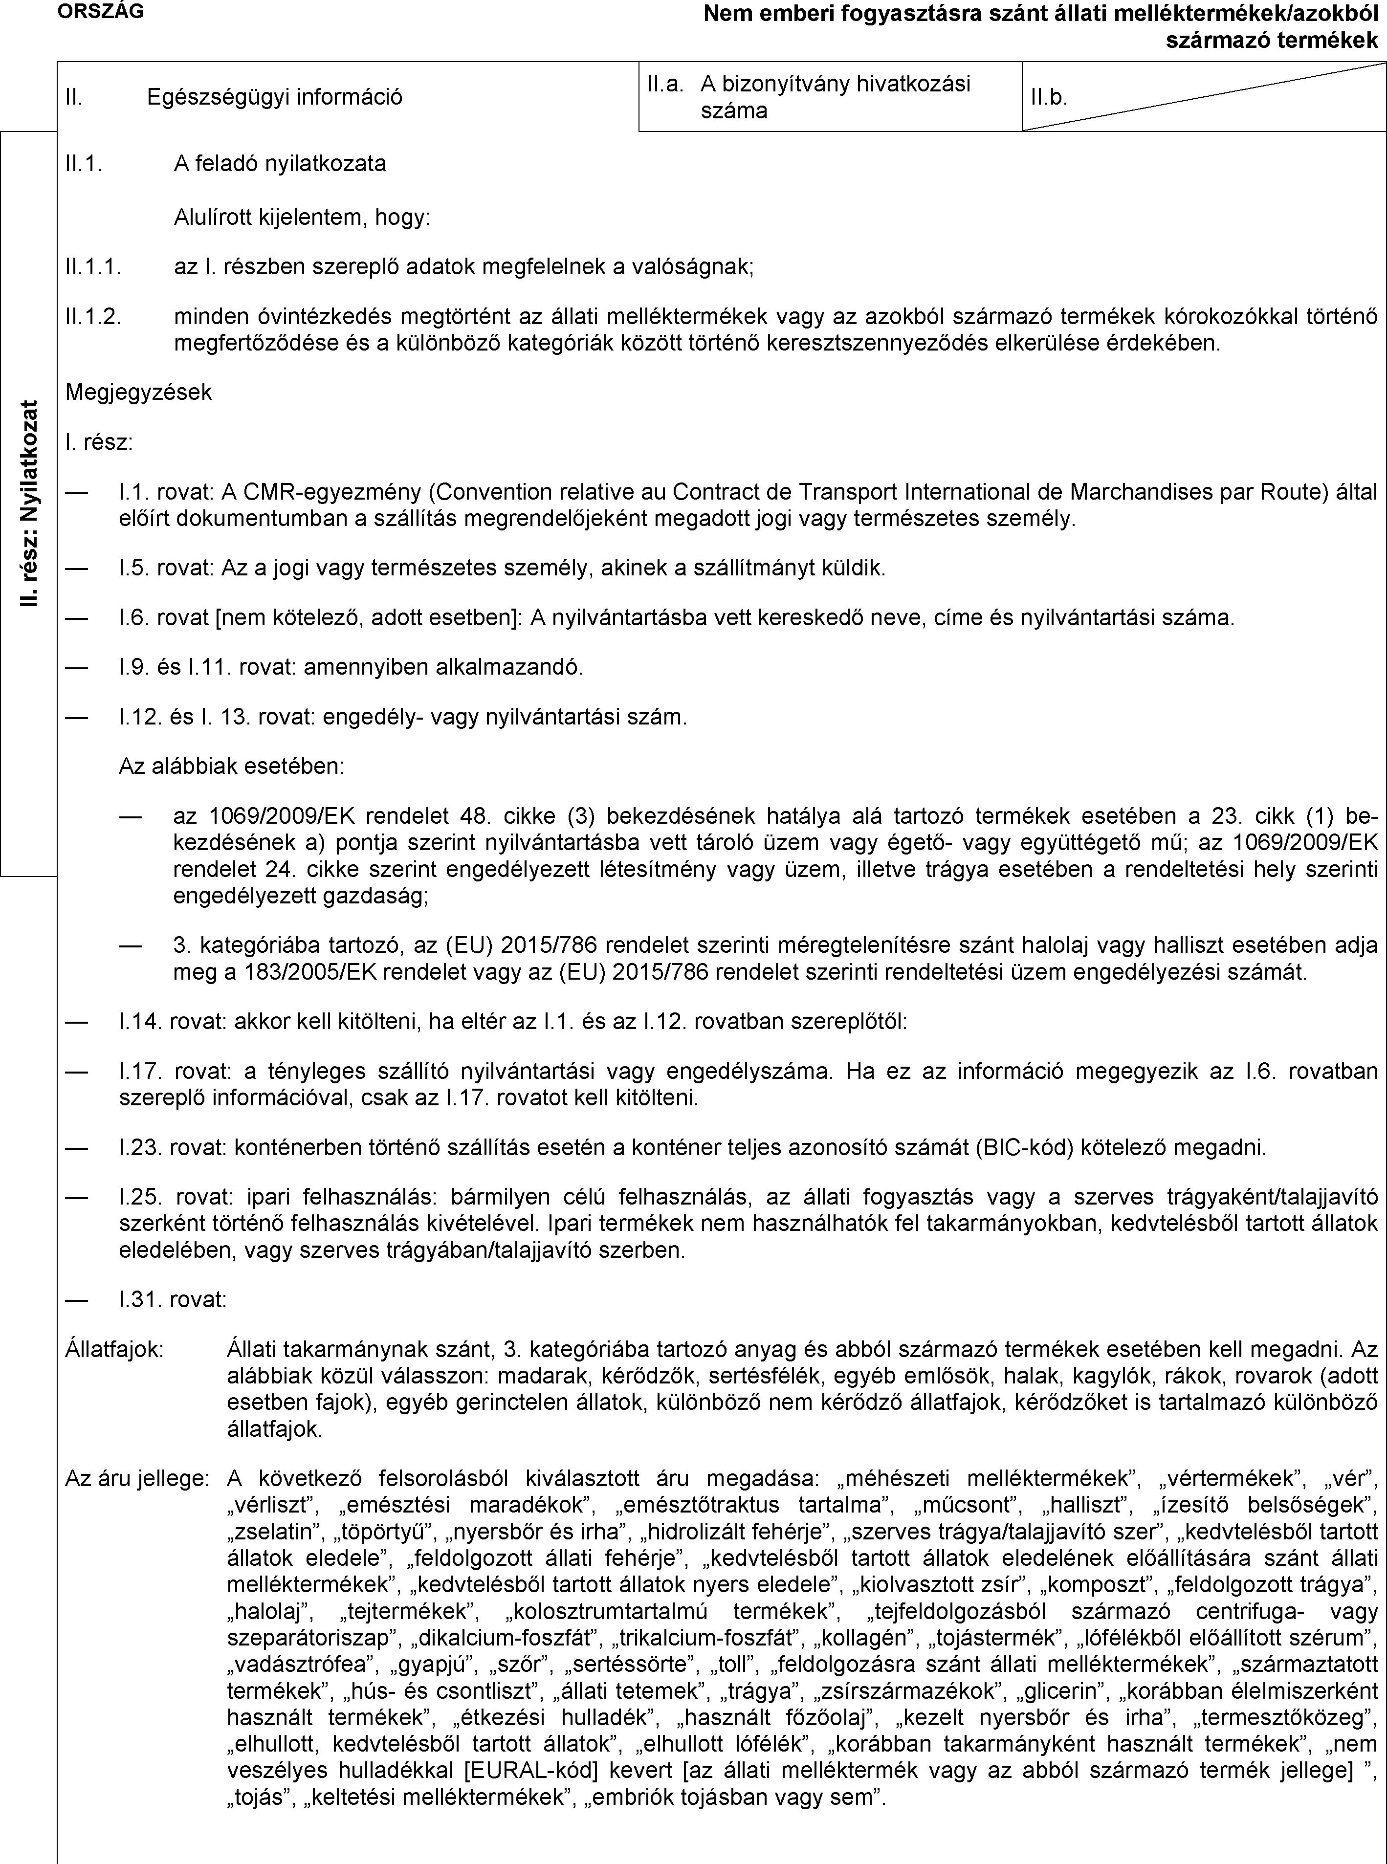 ORSZÁG
Nem emberi fogyasztásra szánt állati melléktermékek/azokból
származó termékek
II. Egészségügyi információ
II.a. A bizonyítvány hivatkozási
száma
II.b.
II. rész: Nyilatkozat
II.1. A feladó nyilatkozata
Alulírott kijelentem, hogy:
II.1.1. az I. részben szereplő adatok megfelelnek a valóságnak;
II.1.2. minden óvintézkedés megtörtént az állati melléktermékek vagy az azokból származó termékek kórokozókkal történő
megfertőződése és a különböző kategóriák között történő keresztszennyeződés elkerülése érdekében.
Megjegyzések
I. rész:
— I.1. rovat: A CMR-egyezmény (Convention relative au Contract de Transport International de Marchandises par Route) által
előírt dokumentumban a szállítás megrendelőjeként megadott jogi vagy természetes személy.
— I.5. rovat: Az a jogi vagy természetes személy, akinek a szállítmányt küldik.
— I.6. rovat [nem kötelező, adott esetben]: A nyilvántartásba vett kereskedő neve, címe és nyilvántartási száma.
— I.9. és I.11. rovat: amennyiben alkalmazandó.
— I.12. és I. 13. rovat: engedély- vagy nyilvántartási szám.
Az alábbiak esetében:
— az 1069/2009/EK rendelet 48. cikke (3) bekezdésének hatálya alá tartozó termékek esetében a 23. cikk (1) be-
kezdésének a) pontja szerint nyilvántartásba vett tároló üzem vagy égető- vagy együttégető mű; az 1069/2009/EK
rendelet 24. cikke szerint engedélyezett létesítmény vagy üzem, illetve trágya esetében a rendeltetési hely szerinti
engedélyezett gazdaság;
— 3. kategóriába tartozó, az (EU) 2015/786 rendelet szerinti méregtelenítésre szánt halolaj vagy halliszt esetében adja
meg a 183/2005/EK rendelet vagy az (EU) 2015/786 rendelet szerinti rendeltetési üzem engedélyezési számát.
— I.14. rovat: akkor kell kitölteni, ha eltér az I.1. és az I.12. rovatban szereplőtől:
— I.17. rovat: a tényleges szállító nyilvántartási vagy engedélyszáma. Ha ez az információ megegyezik az I.6. rovatban
szereplő információval, csak az I.17. rovatot kell kitölteni.
— I.23. rovat: konténerben történő szállítás esetén a konténer teljes azonosító számát (BIC-kód) kötelező megadni.
— I.25. rovat: ipari felhasználás: bármilyen célú felhasználás, az állati fogyasztás vagy a szerves trágyaként/talajjavító
szerként történő felhasználás kivételével. Ipari termékek nem használhatók fel takarmányokban, kedvtelésből tartott állatok
eledelében, vagy szerves trágyában/talajjavító szerben.
— I.31. rovat:
Állatfajok: Állati takarmánynak szánt, 3. kategóriába tartozó anyag és abból származó termékek esetében kell megadni. Az
alábbiak közül válasszon: madarak, kérődzők, sertésfélék, egyéb emlősök, halak, kagylók, rákok, rovarok (adott
esetben fajok), egyéb gerinctelen állatok, különböző nem kérődző állatfajok, kérődzőket is tartalmazó különböző
állatfajok.
Az áru jellege: A következő felsorolásból kiválasztott áru megadása: „méhészeti melléktermékek”, „vértermékek”, „vér”,
„vérliszt”, „emésztési maradékok”, „emésztőtraktus tartalma”, „műcsont”, „halliszt”, „ízesítő belsőségek”,
„zselatin”, „töpörtyű”, „nyersbőr és irha”, „hidrolizált fehérje”, „szerves trágya/talajjavító szer”, „kedvtelésből tartott
állatok eledele”, „feldolgozott állati fehérje”, „kedvtelésből tartott állatok eledelének előállítására szánt állati
melléktermékek”, „kedvtelésből tartott állatok nyers eledele”, „kiolvasztott zsír”, „komposzt”, „feldolgozott trágya”,
„halolaj”, „tejtermékek”, „kolosztrumtartalmú termékek”, „tejfeldolgozásból származó centrifuga- vagy
szeparátoriszap”, „dikalcium-foszfát”, „trikalcium-foszfát”, „kollagén”, „tojástermék”, „lófélékből előállított szérum”,
„vadásztrófea”, „gyapjú”, „szőr”, „sertéssörte”, „toll”, „feldolgozásra szánt állati melléktermékek”, „származtatott
termékek”, „hús- és csontliszt”, „állati tetemek”, „trágya”, „zsírszármazékok”, „glicerin”, „korábban élelmiszerként
használt termékek”, „étkezési hulladék”, „használt főzőolaj”, „kezelt nyersbőr és irha”, „termesztőközeg”,
„elhullott, kedvtelésből tartott állatok”, „elhullott lófélék”, „korábban takarmányként használt termékek”, „nem
veszélyes hulladékkal [EURAL-kód] kevert [az állati melléktermék vagy az abból származó termék jellege] ”,
„tojás”, „keltetési melléktermékek”, „embriók tojásban vagy sem”.